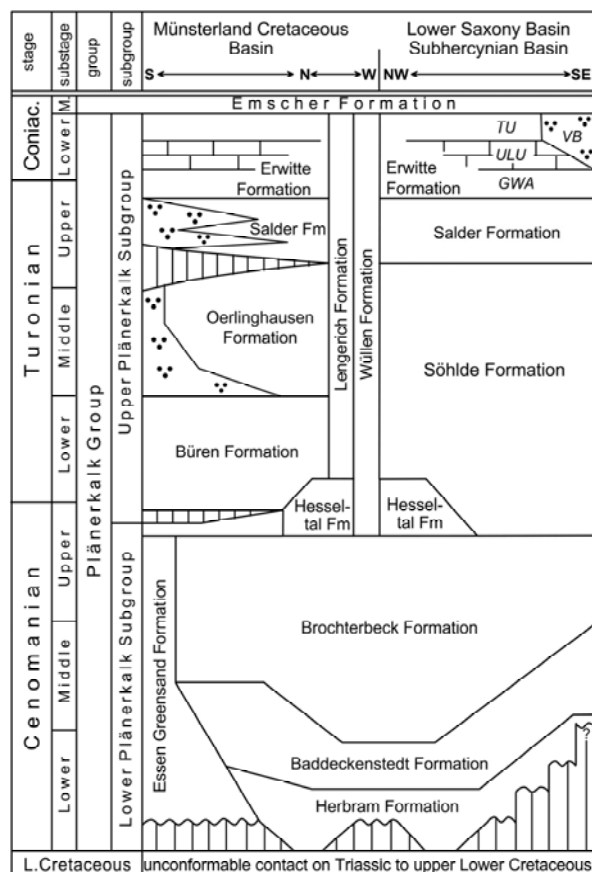 stage
substage
group
subgroup
Münsterland Cretaceous
Basin
S N W
Lower Saxony Basin
Subhercynian Basin
NW SE
Coniac.
M.
Lower
Emscher Formation
Erwitte
Formation
TU
VB
ULU
Erwitte
Formation
GWA
Turonian
Upper
Middle
Lower
Plänerkalk Group
Upper Plänerkalk Subgroup
Salder Fm
Salder Formation
Oerlinghausen
Formation
Lengerich Formation
Wüllen Formation
Söhlde Formation
Büren Formation
Hessel-
tal Fm
Hessel-
tal Fm
Cenomanian
Upper
Middle
Lower
Lower Plänerkalk Subgroup
Essen Greensand Formation
Brochterbeck Formation
Baddeckenstedt Formation
Herbram Formation
?
L.Cretaceous
unconformable contact on Triassic to upper Lower Cretaceous